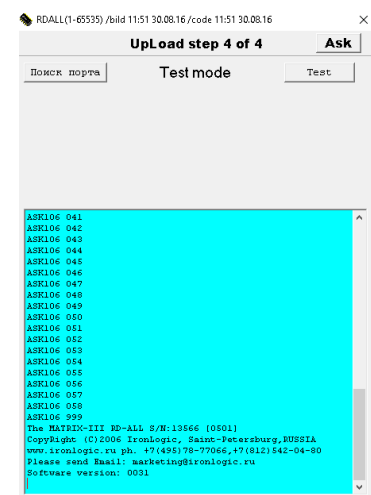 RDALL(1-65535) /bild 11:51 30.08.16 /code 11:51 30.08.16
UpLoad step 4 of 4
Ask
Поиск порта
Test mode
Test
ASK106 041
ASK106 042
ASK106 043
ASK106 044
ASK106 045
ASK106 046
ASK106 047
ASK106 048
ASK106 049
ASK106 050
ASK106 051
ASK106 052
ASK106 053
ASK106 054
ASK106 054
ASK106 055
ASK106 056
ASK106 057
ASK106 058
ASK106 999
The MATRIX-III RD-ALL S/N:13566 [0501]
CopyRight (C)2006 IronLogic, Saint-Petersburg,RUSSIA
www.ironlogic.ru ph. +7(495)78-77066,+7(812)542-04-80
Please send Email: marketing@ironlogic.ru
Software version: 0031